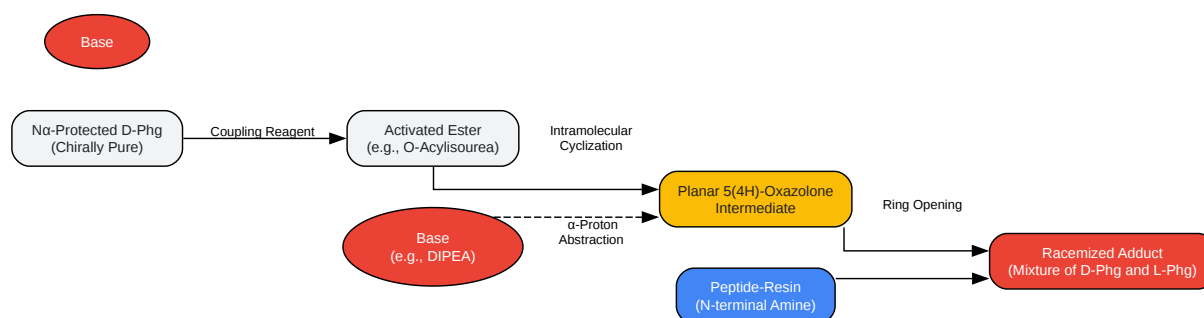 Base
Nα-Protected D-Phg
(Chirally Pure)
Coupling Reagent
Activated Ester
(e.g., O-Acylisourea)
Intramolecular
Cyclization
Planar 5(4H)-Oxazolone
Intermediate
Ring Opening
Base
(e.g., DIPEA)
α-Proton
Abstraction
Racemized Adduct
(Mixture of D-Phg and L-Phg)
Peptide-Resin
(N-terminal Amine)